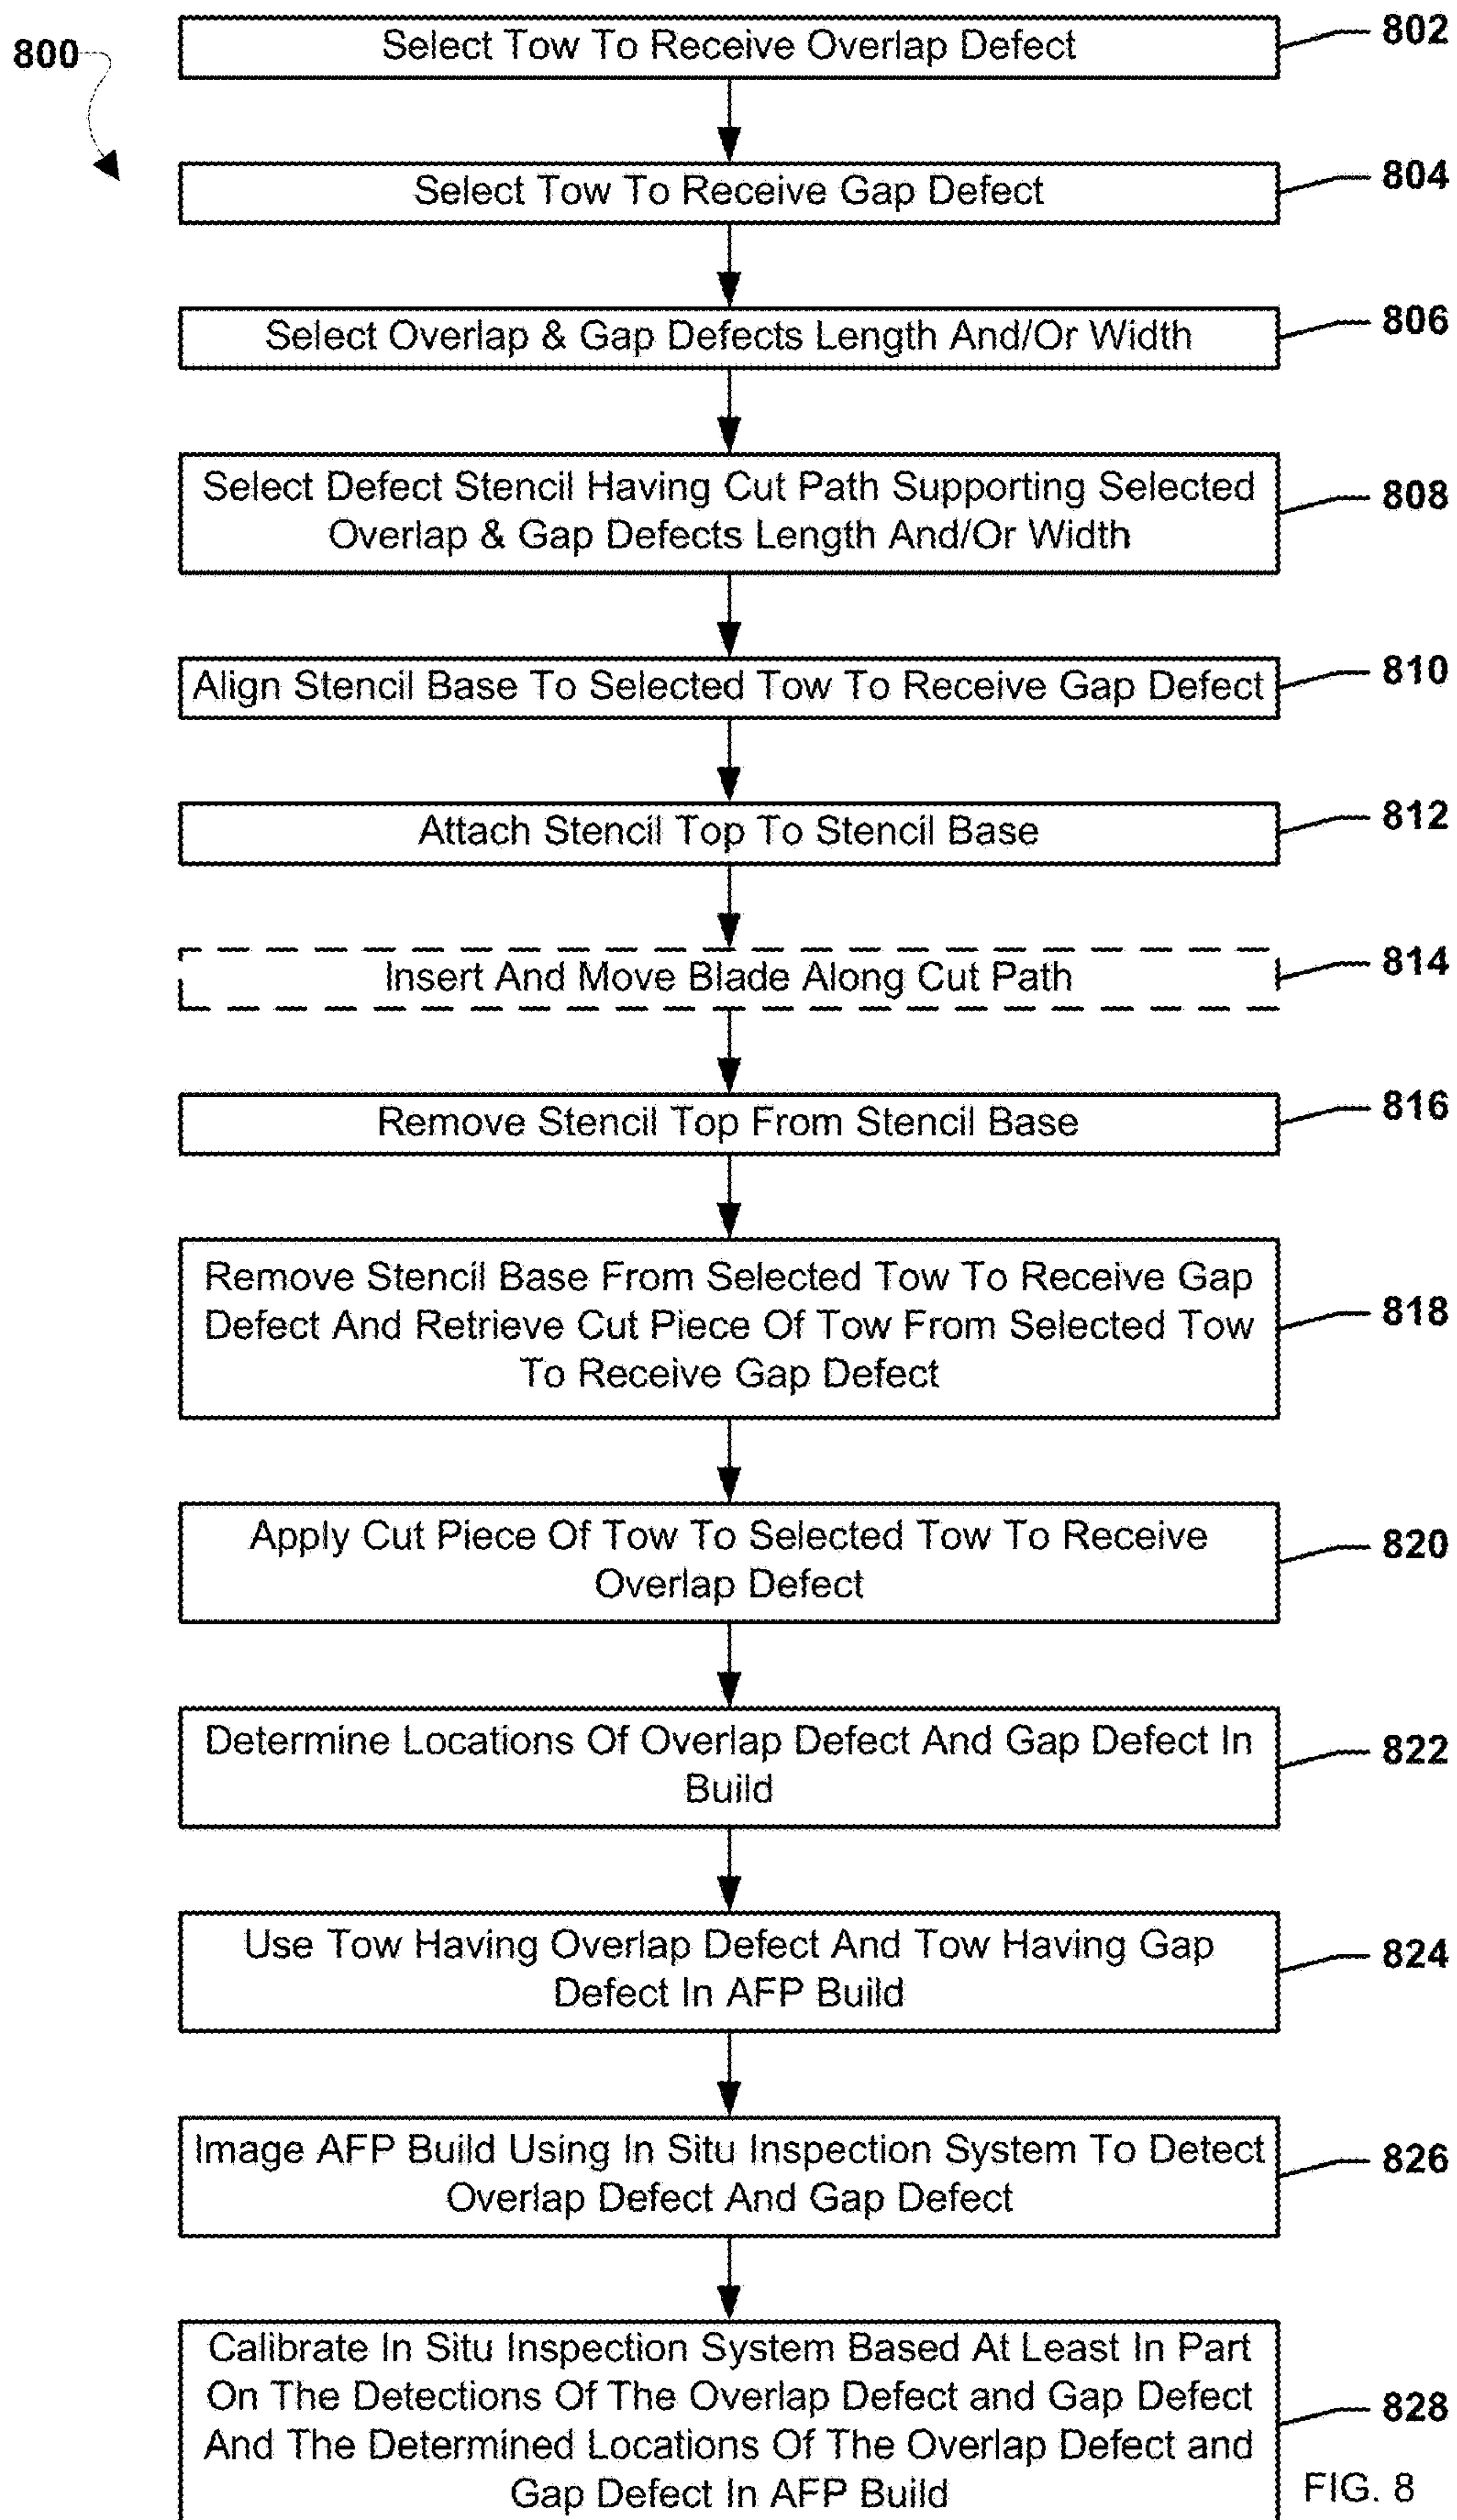 800
Select Tow To Receive Overlap Defect
802
Select Tow To Receive Gap Defect
804
Select Overlap & Gap Defects Length And/Or Width
806
Select Defect Stencil Having Cut Path Supporting Selected
Overlap & Gap Defects Length And/Or Width
808
Align Stencil Base To Selected Tow To Receive Gap Defect
810
Attach Stencil Top To Stencil Base
812
Insert And Move Blade Along Cut Path
814
Remove Stencil Top From Stencil Base
816
Remove Stencil Base From Selected Tow To Receive Gap
Defect And Retrieve Cut Piece Of Tow From Selected Tow
To Receive Gap Defect
818
Apply Cut Piece Of Tow To Selected Tow To Receive
Overlap Defect
820
Determine Locations Of Overlap Defect And Gap Defect In
Build
822
Use Tow Having Overlap Defect And Tow Having Gap
Defect In AFP Build
824
Image AFP Build Using In Situ Inspection System To Detect
Overlap Defect And Gap Defect
826
Calibrate In Situ Inspection System Based At Least In Part
On The Detections Of The Overlap Defect and Gap Defect
And The Determined Locations Of The Overlap Defect and
Gap Defect In AFP Build
828
FIG. 8